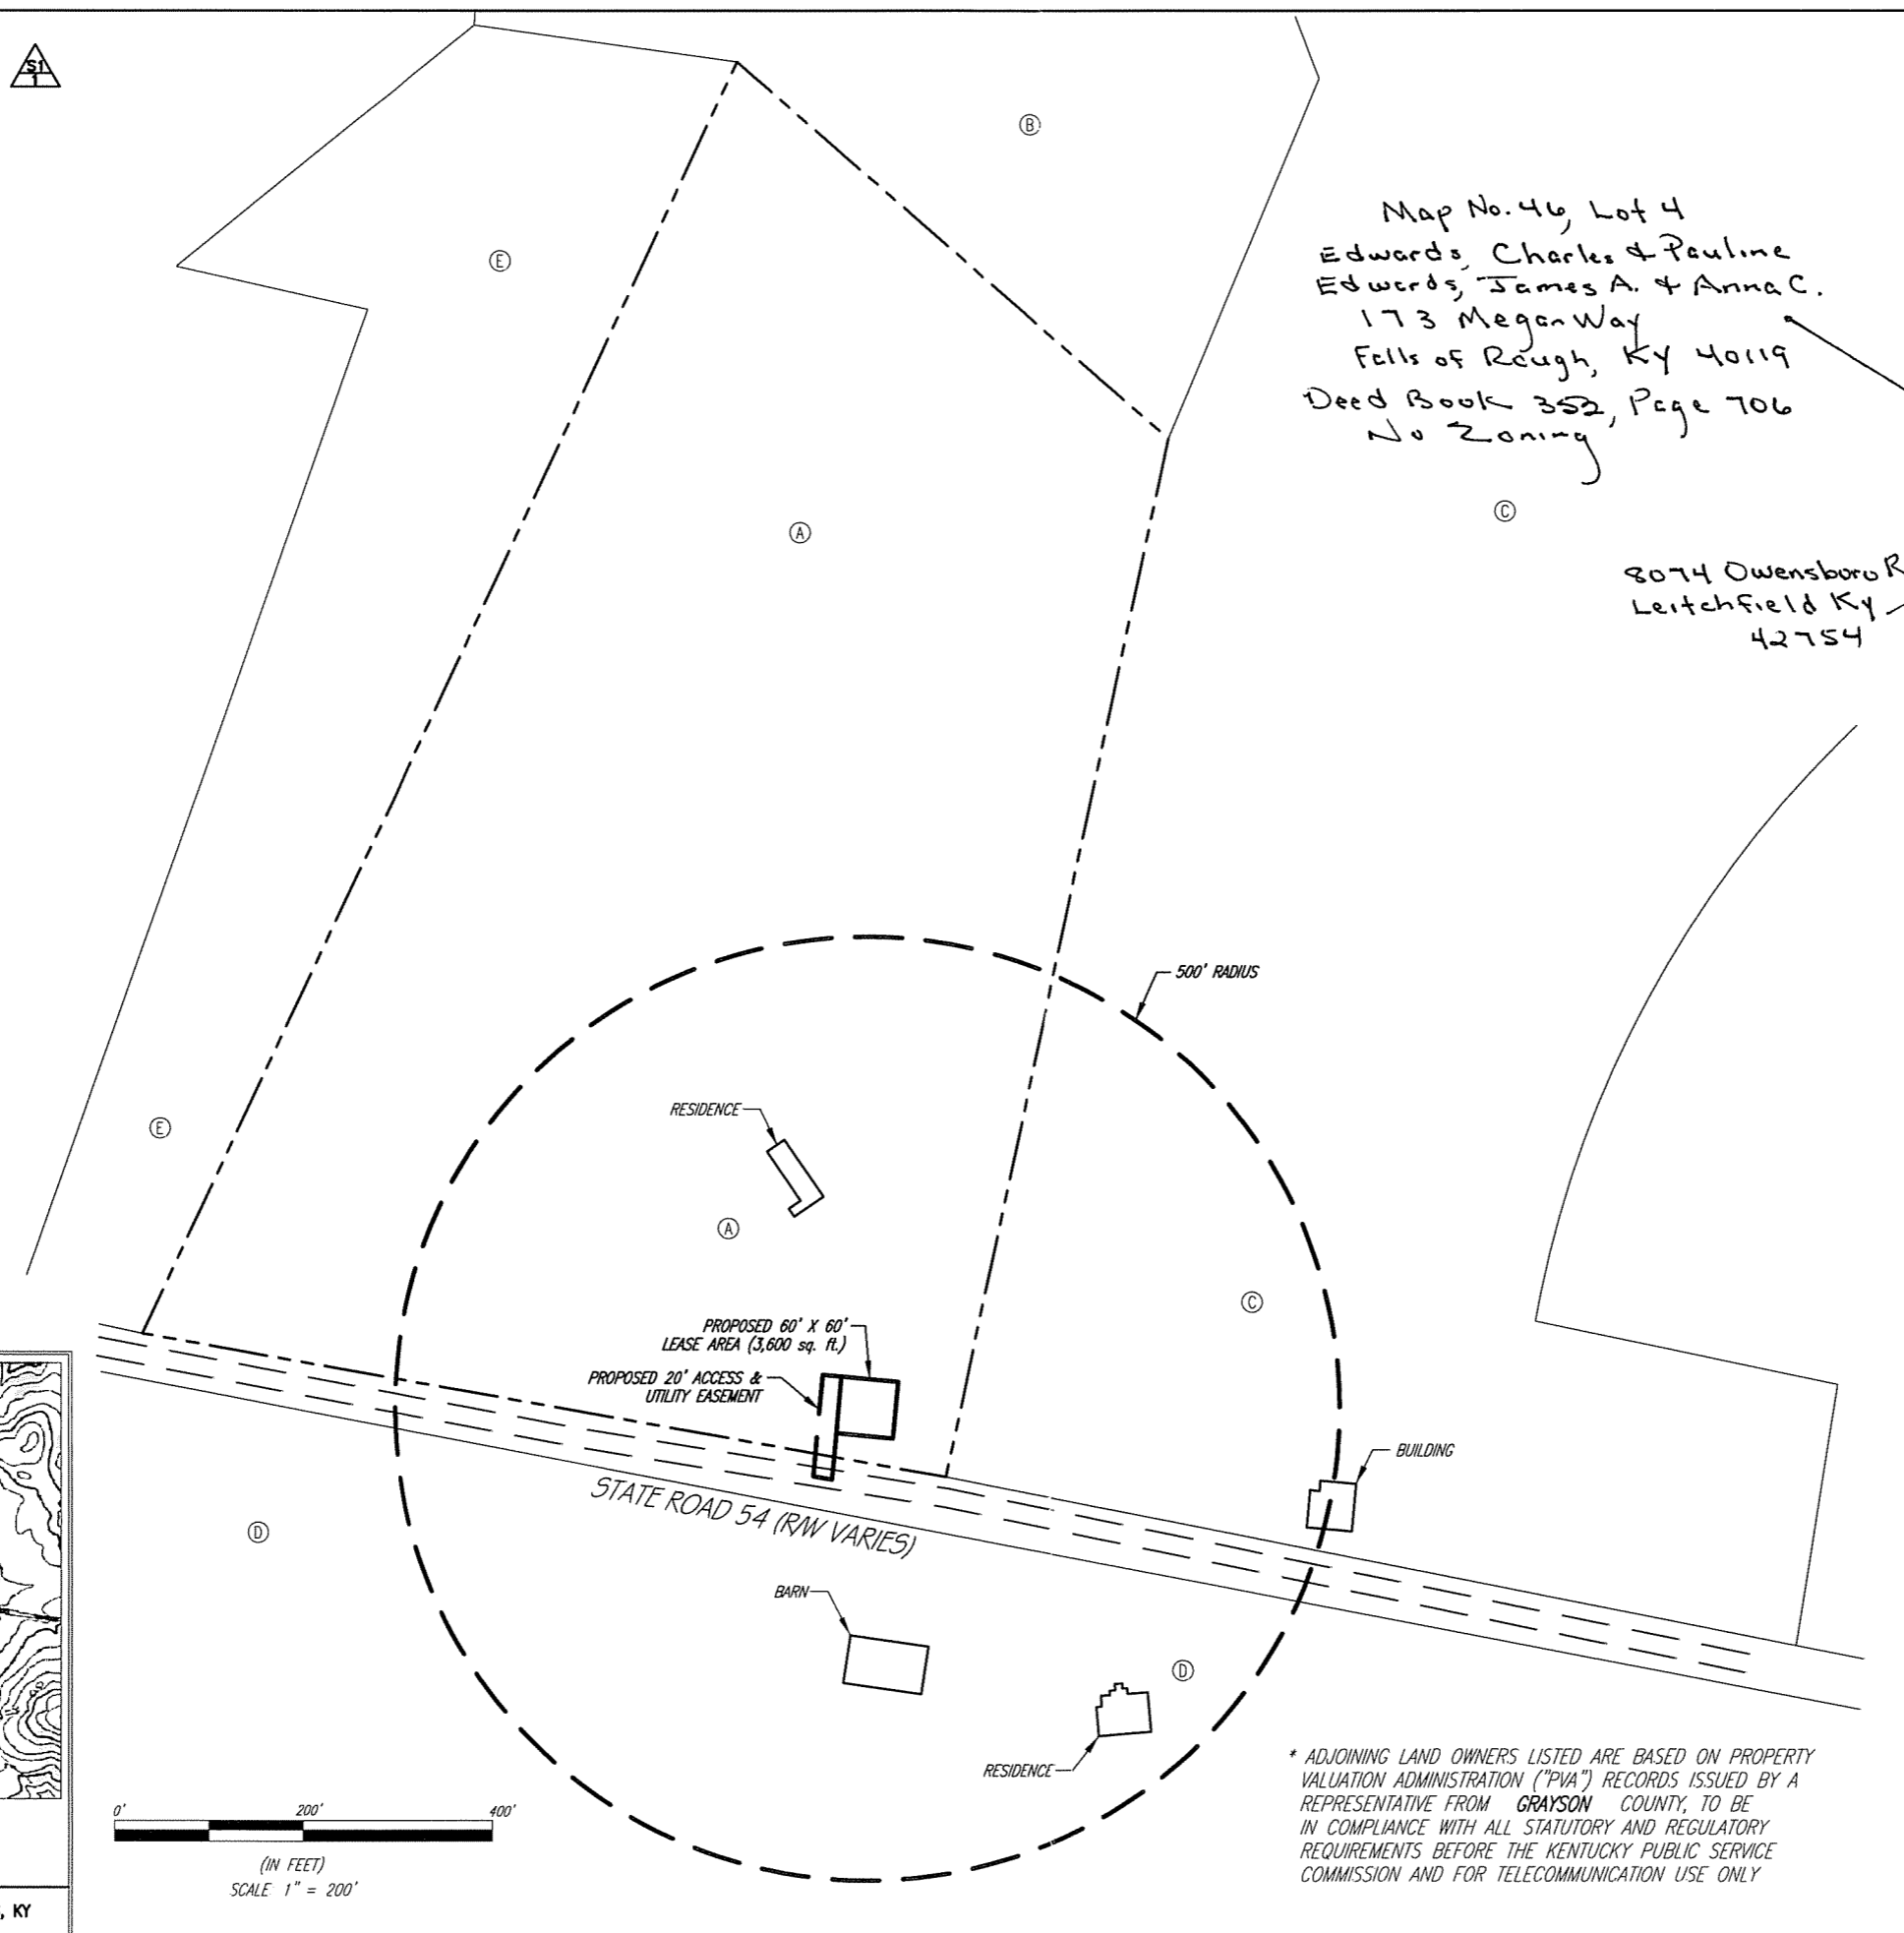 S1
1
B
Map No. 46, Lot 4
Edwards, Charles & Pauline
Edwards, James A. & Anna C.
173 Megan Way
Falls of Rough, KY 40119
Deed Book 352, Page 706
No Zoning
E
A
C
8074 Owensboro R
Leitchfield Ky
42754
500' RADIUS
RESIDENCE
E
A
C
PROPOSED 60' X 60'
LEASE AREA (3,600 sq. ft.)
PROPOSED 20' ACCESS &
UTILITY EASEMENT
BUILDING
STATE ROAD 54 (R/W VARIES)
D
BARN
D
RESIDENCE
* ADJOINING LAND OWNERS LISTED ARE BASED ON PROPERTY
VALUATION ADMINISTRATION ("PVA") RECORDS ISSUED BY A
REPRESENTATIVE FROM GRAYSON COUNTY, TO BE
IN COMPLIANCE WITH ALL STATUTORY AND REGULATORY
REQUIREMENTS BEFORE THE KENTUCKY PUBLIC SERVICE
COMMISSION AND FOR TELECOMMUNICATION USE ONLY
0' 200' 400'
(IN FEET)
SCALE: 1" = 200'
, KY